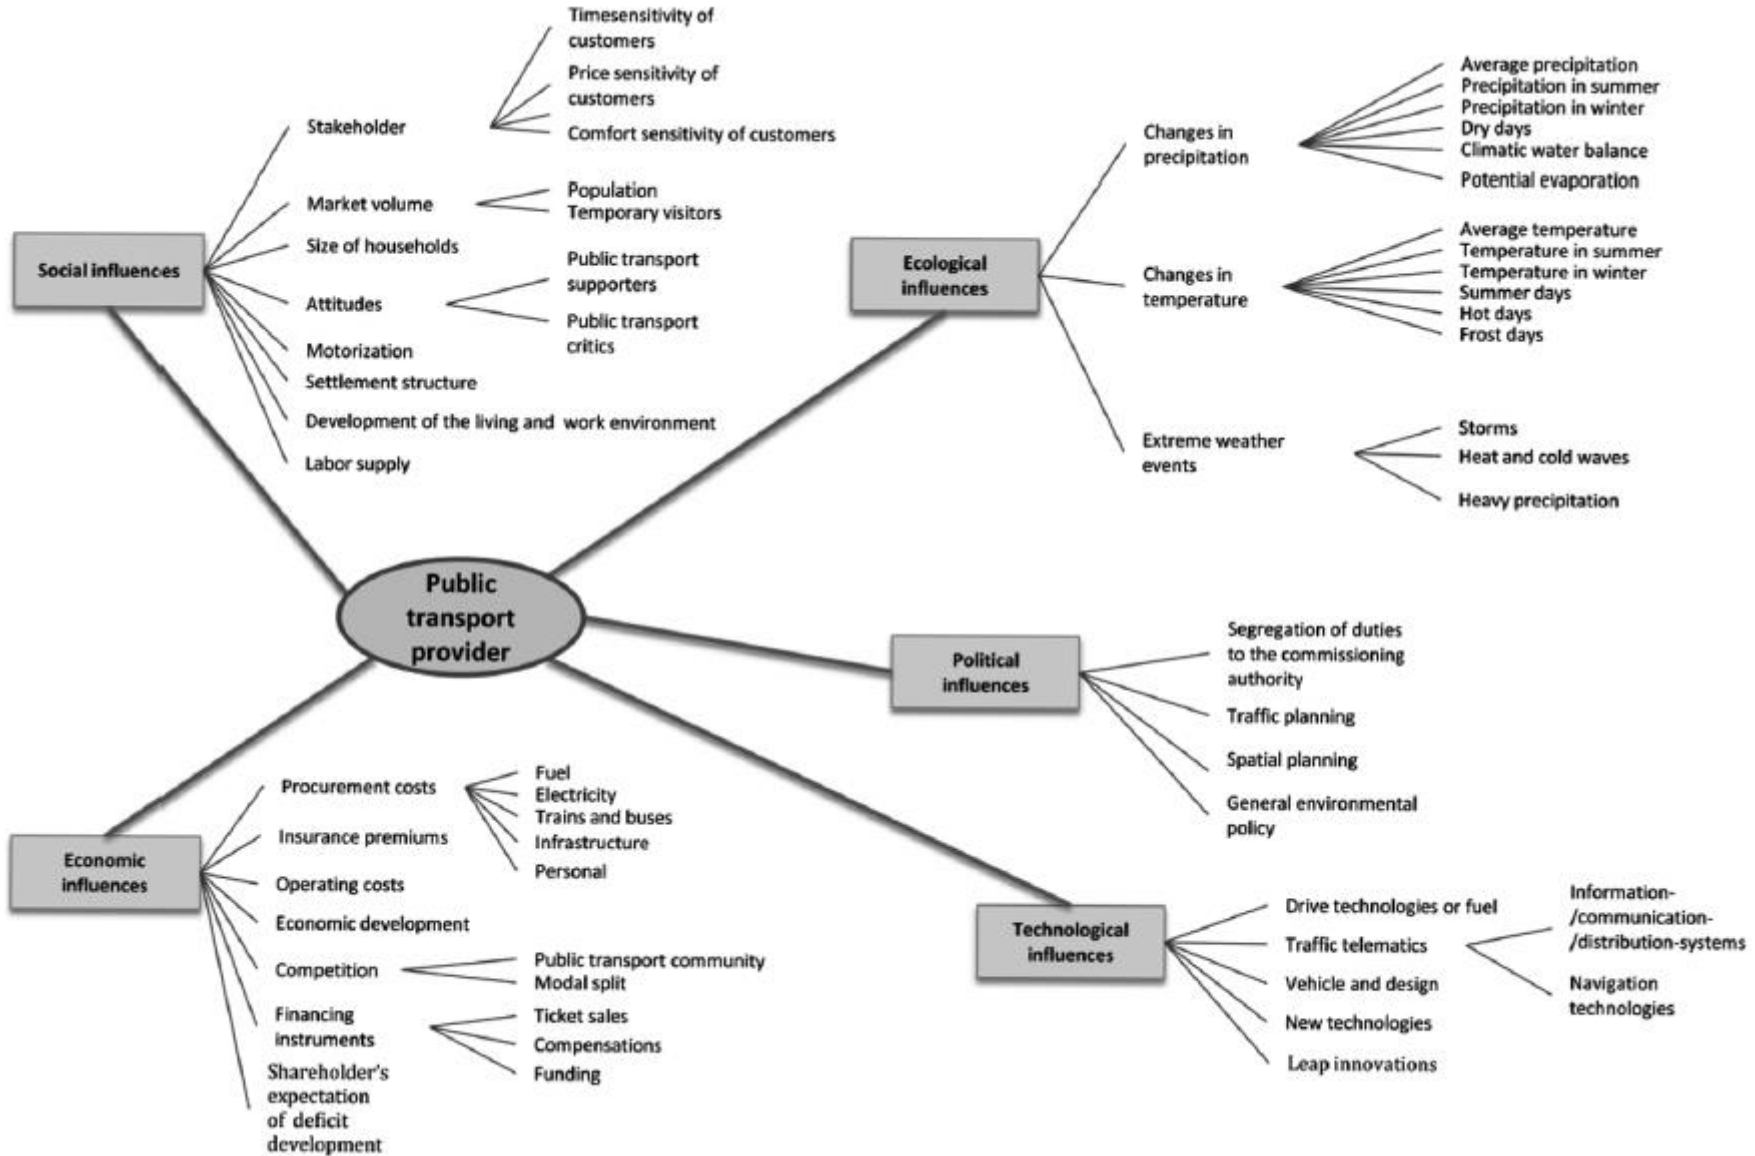 Timesensitivity of
customers
Price sensitivity of
customers
Comfort sensitivity of customers
Stakeholder
Market volume
Population
Temporary visitors
Size of households
Social influences
Attitudes
Public transport
supporters
Public transport
critics
Motorization
Settlement structure
Development of the living and work environment
Labor supply
Ecological
influences
Changes in
precipitation
Average precipitation
Precipitation in summer
Precipitation in winter
Dry days
Climatic water balance
Potential evaporation
Changes in
temperature
Average temperature
Temperature in summer
Temperature in winter
Summer days
Hot days
Frost days
Extreme weather
events
Storms
Heat and cold waves
Heavy precipitation
Public
transport
provider
Political
influences
Segregation of duties
to the commissioning
authority
Traffic planning
Spatial planning
General environmental
policy
Economic
influences
Procurement costs
Fuel
Electricity
Trains and buses
Infrastructure
Personal
Insurance premiums
Operating costs
Economic development
Competition
Public transport community
Modal split
Financing
instruments
Ticket sales
Compensations
Funding
Shareholder's
expectation
of deficit
development
Technological
influences
Drive technologies or fuel
Traffic telematics
Information-
/communication-
/distribution-systems
Navigation
technologies
Vehicle and design
New technologies
Leap innovations